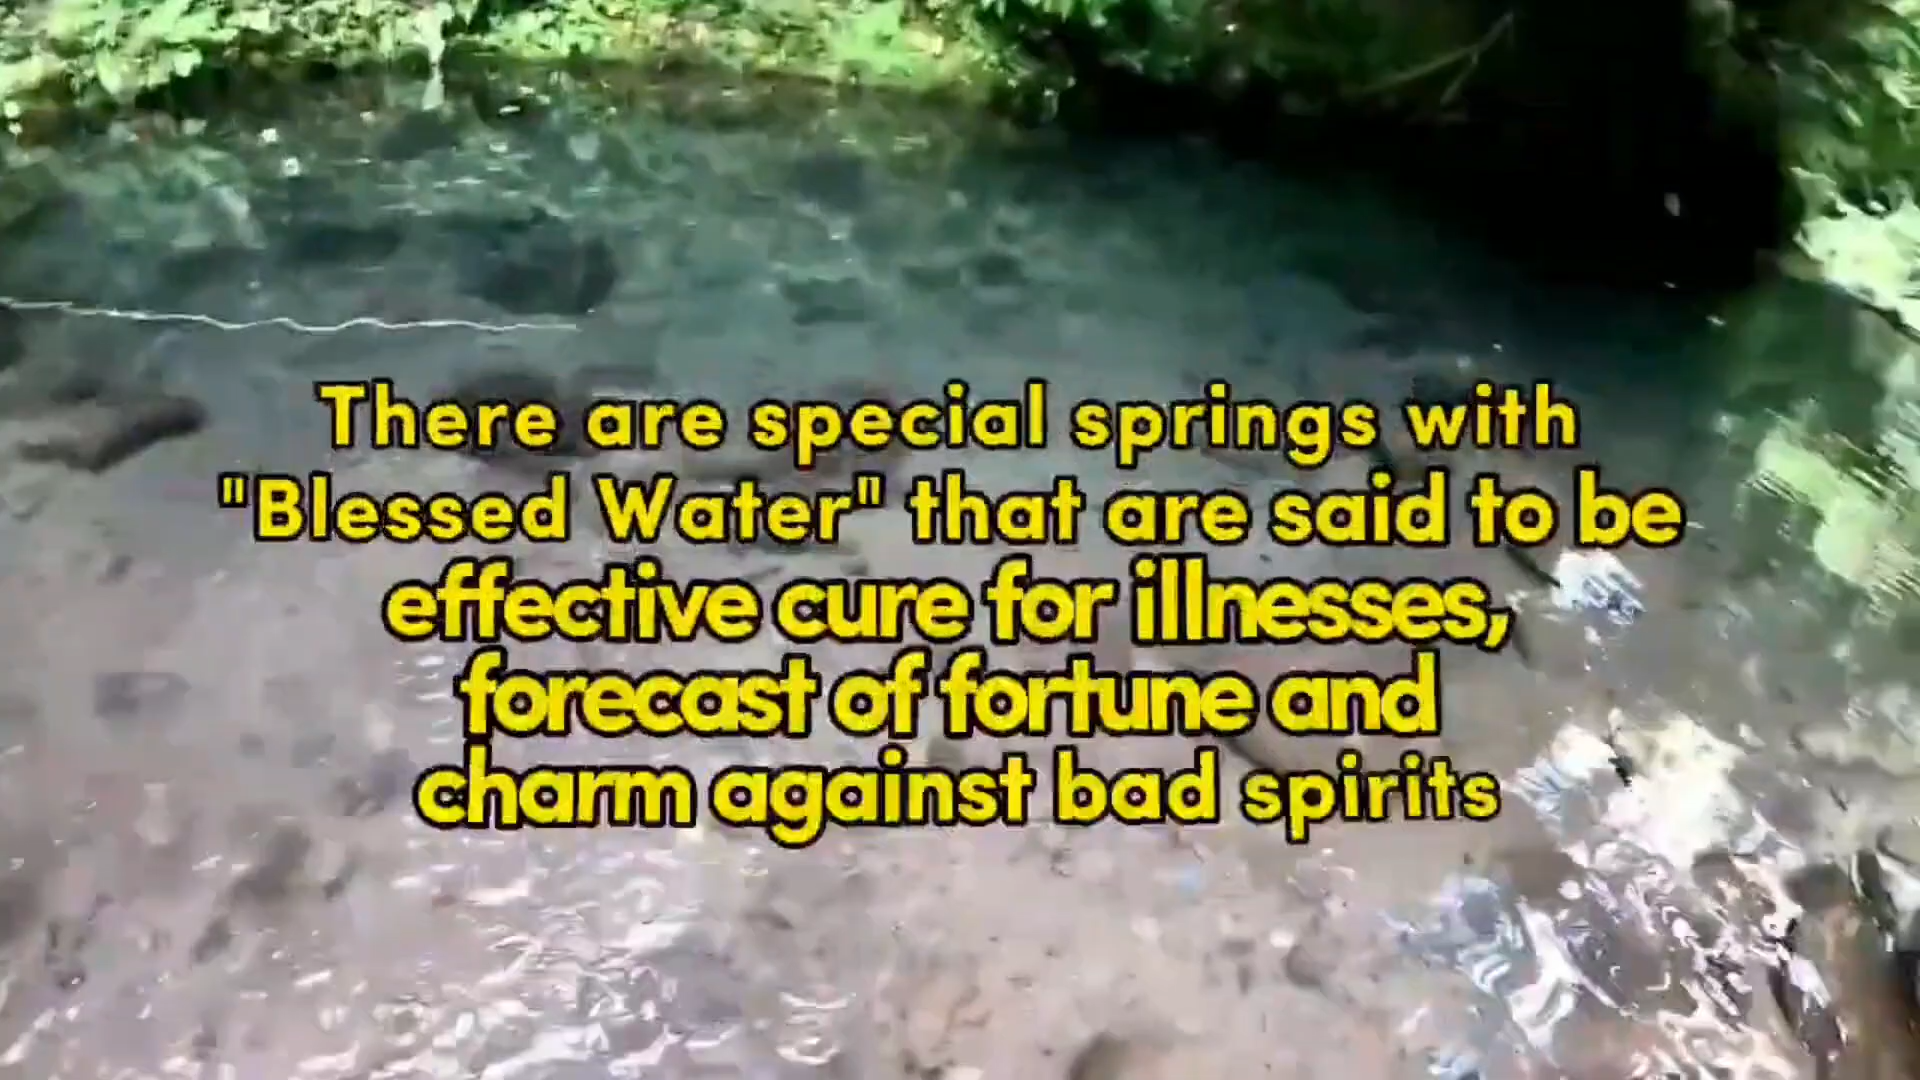 There are special springs with
"Blessed Water" that are said to be
effective cure for illnesses,
forecast of fortune and
charm against bad spirits